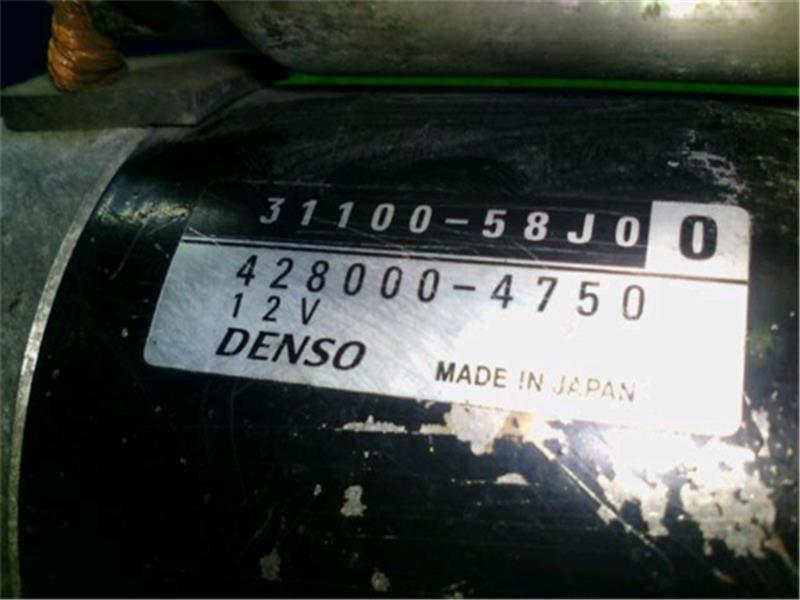 31100-58J0 0
428000-4750
12V
DENSO
MADE IN JAPAN